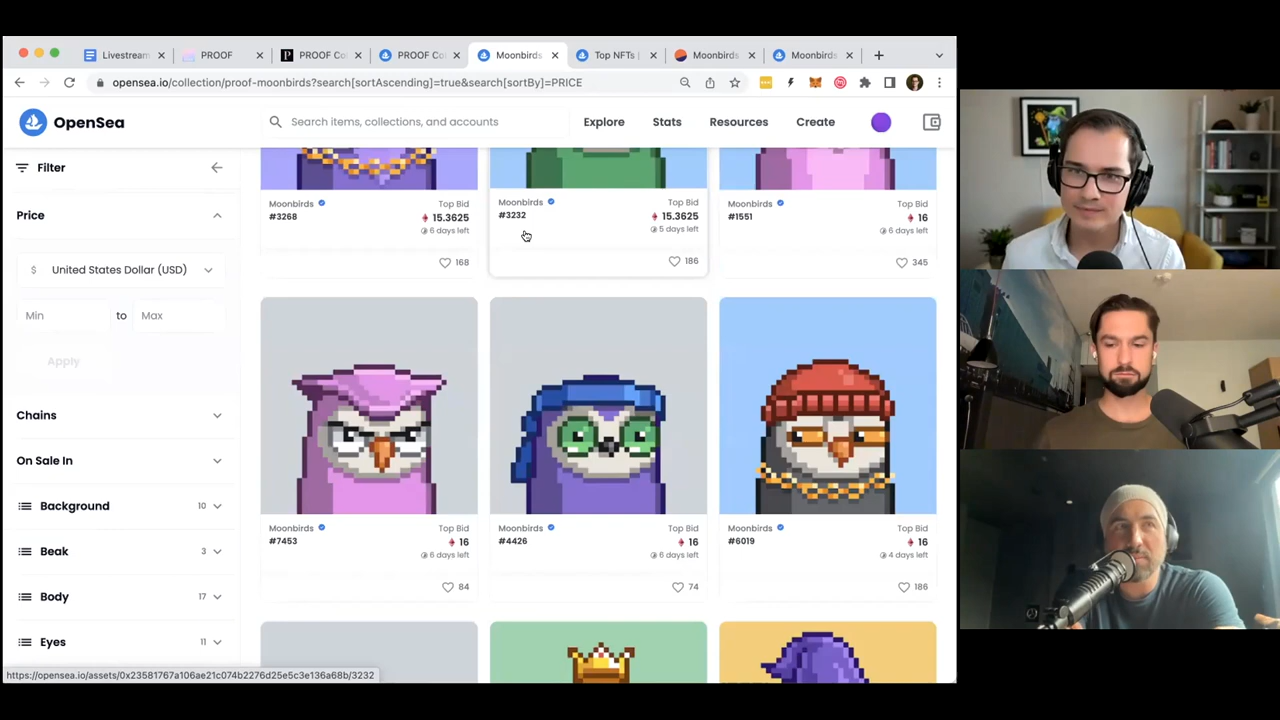 Livestream
PROOF
PROOF Co
PROOF Co
Moonbirds
Top NFTs |
Moonbirds
Moonbirds
opensea.io/collection/proof-moonbirds?search[sortAscending]=true&search[sortBy]=PRICE
OpenSea
Search items, collections, and accounts
Explore
Stats
Resources
Create
Filter
Price
$ United States Dollar (USD)
Min to Max
Apply
Chains
On Sale In
Background 10
Beak 3
Body 17
Eyes 11
Moonbirds Top Bid
#3268 15.3625
6 days left
168
Moonbirds Top Bid
#3232 15.3625
5 days left
186
Moonbirds Top Bid
#1551 16
6 days left
345
Moonbirds Top Bid
#7453 16
6 days left
84
Moonbirds Top Bid
#4426 16
6 days left
74
Moonbirds Top Bid
#6019 16
4 days left
186
https://opensea.io/assets/0x23581767a106ae21c074b2276d25e5c3e136a68b/3232